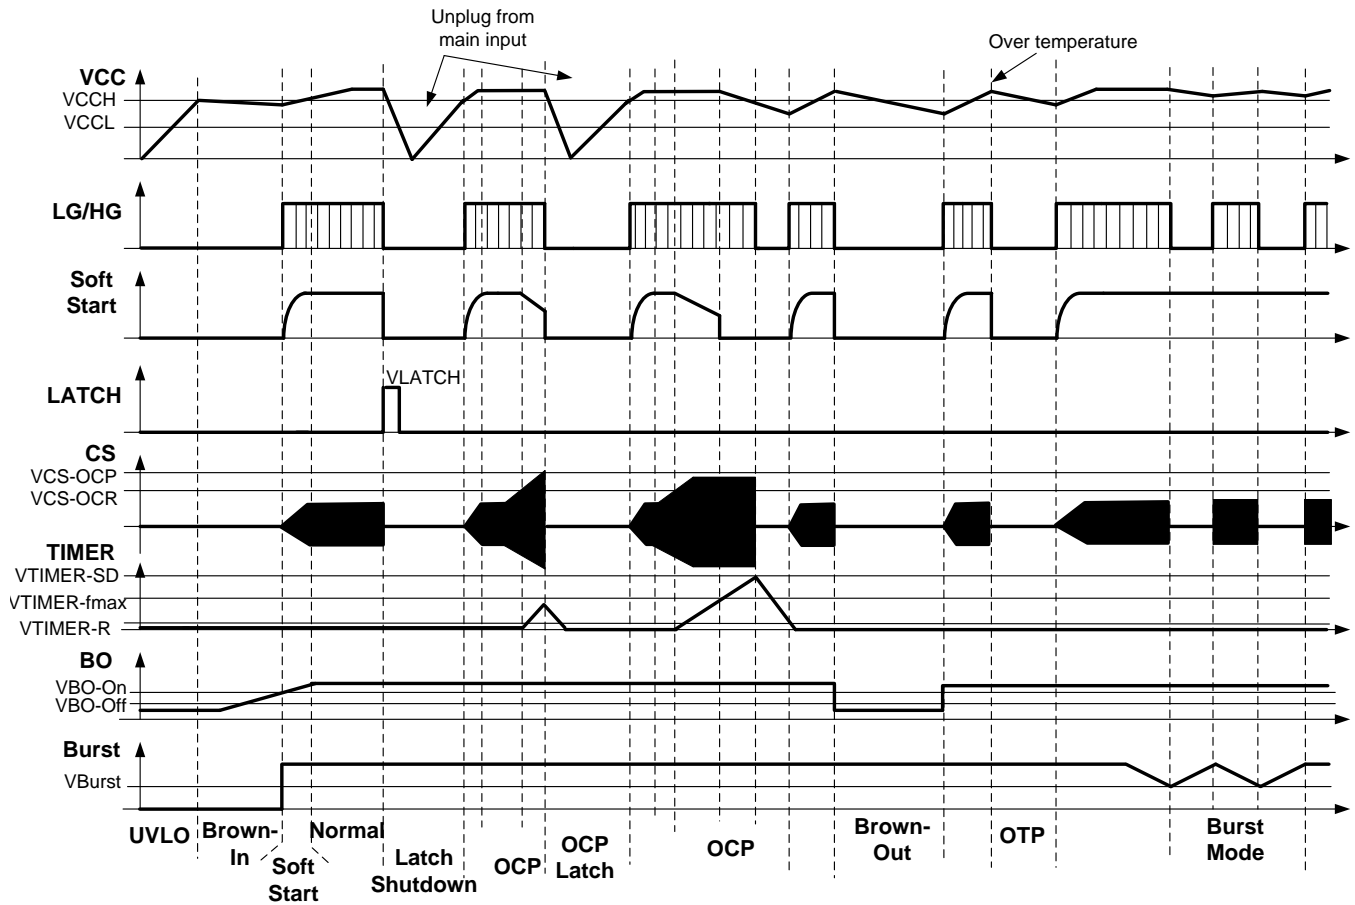 Unplug from
main input
Over temperature
VCC
VCCH
VCCL
LG/HG
Soft
Start
LATCH
VLATCH
CS
VCS-OCP
VCS-OCR
TIMER
VTIMER-SD
VTIMER-fmax
VTIMER-R
BO
VBO-On
VBO-Off
Burst
VBurst
UVLO
Brown-
In
Soft
Start
Normal
Latch
Shutdown
OCP
OCP
Latch
OCP
Brown-
Out
OTP
Burst
Mode